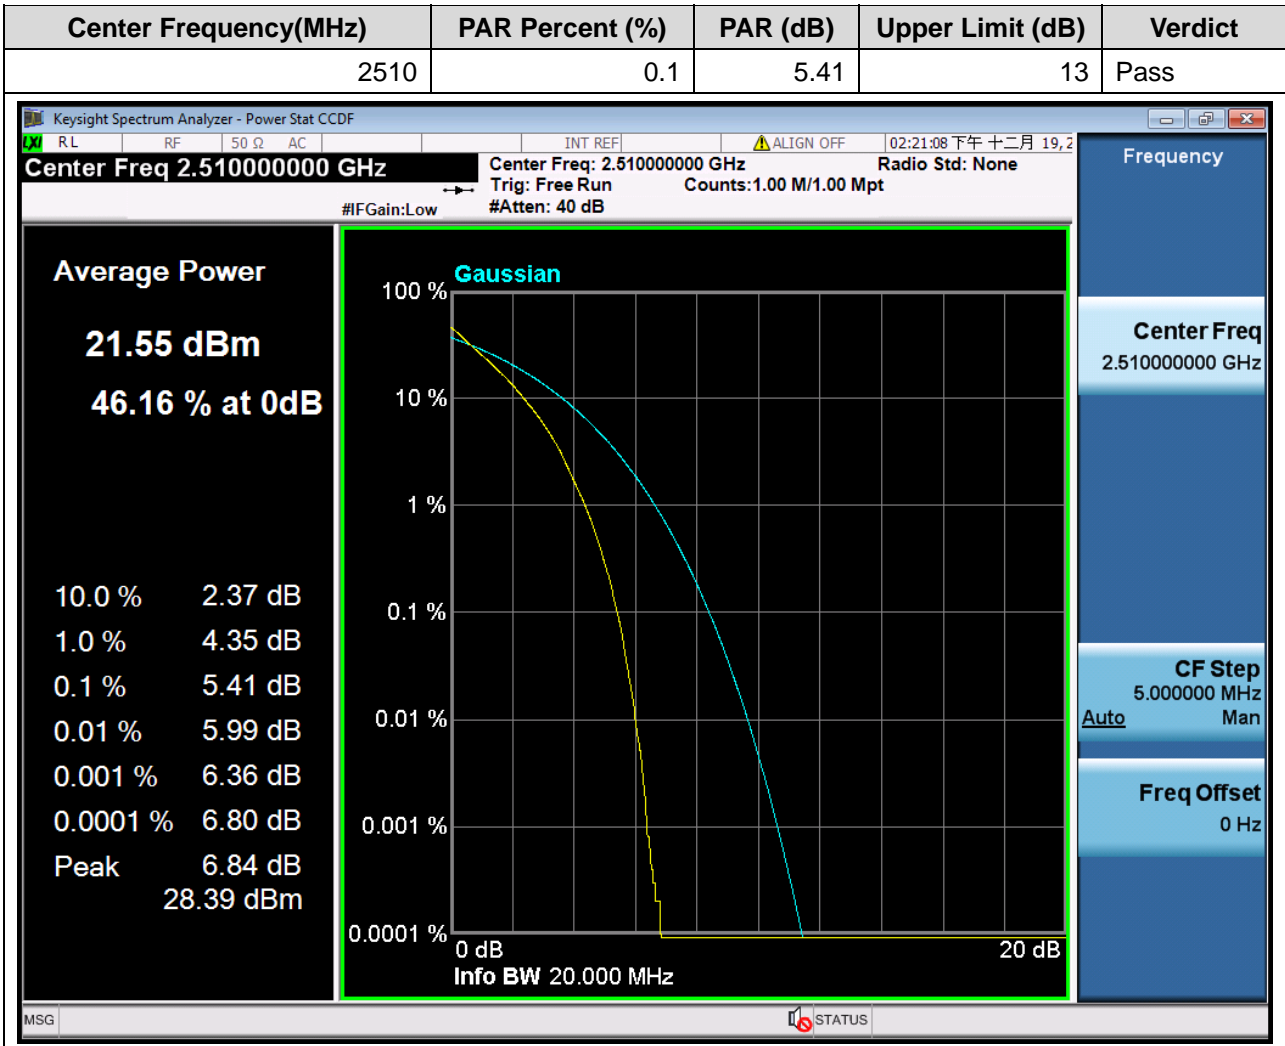 Center Frequency(MHz) PAR Percent (%) PAR (dB) Upper Limit (dB) Verdict
2510 0.1 5.41 13 Pass
Keysight Spectrum Analyzer - Power Stat CCDF
LXI RL RF 50 Ω AC INT REF ALIGN OFF 02:21:08 下午 十二月 19, 2
Center Freq 2.510000000 GHz
Center Freq: 2.510000000 GHz Radio Std: None
Trig: Free Run Counts:1.00 M/1.00 Mpt
#IFGain:Low #Atten: 40 dB
Average Power
21.55 dBm
46.16 % at 0dB
10.0 % 2.37 dB
1.0 % 4.35 dB
0.1 % 5.41 dB
0.01 % 5.99 dB
0.001 % 6.36 dB
0.0001 % 6.80 dB
Peak 6.84 dB
28.39 dBm
Gaussian
100 %
10 %
1 %
0.1 %
0.01 %
0.001 %
0.0001 %
0 dB 20 dB
Info BW 20.000 MHz
Frequency
Center Freq
2.510000000 GHz
CF Step
5.000000 MHz
Auto Man
Freq Offset
0 Hz
MSG STATUS